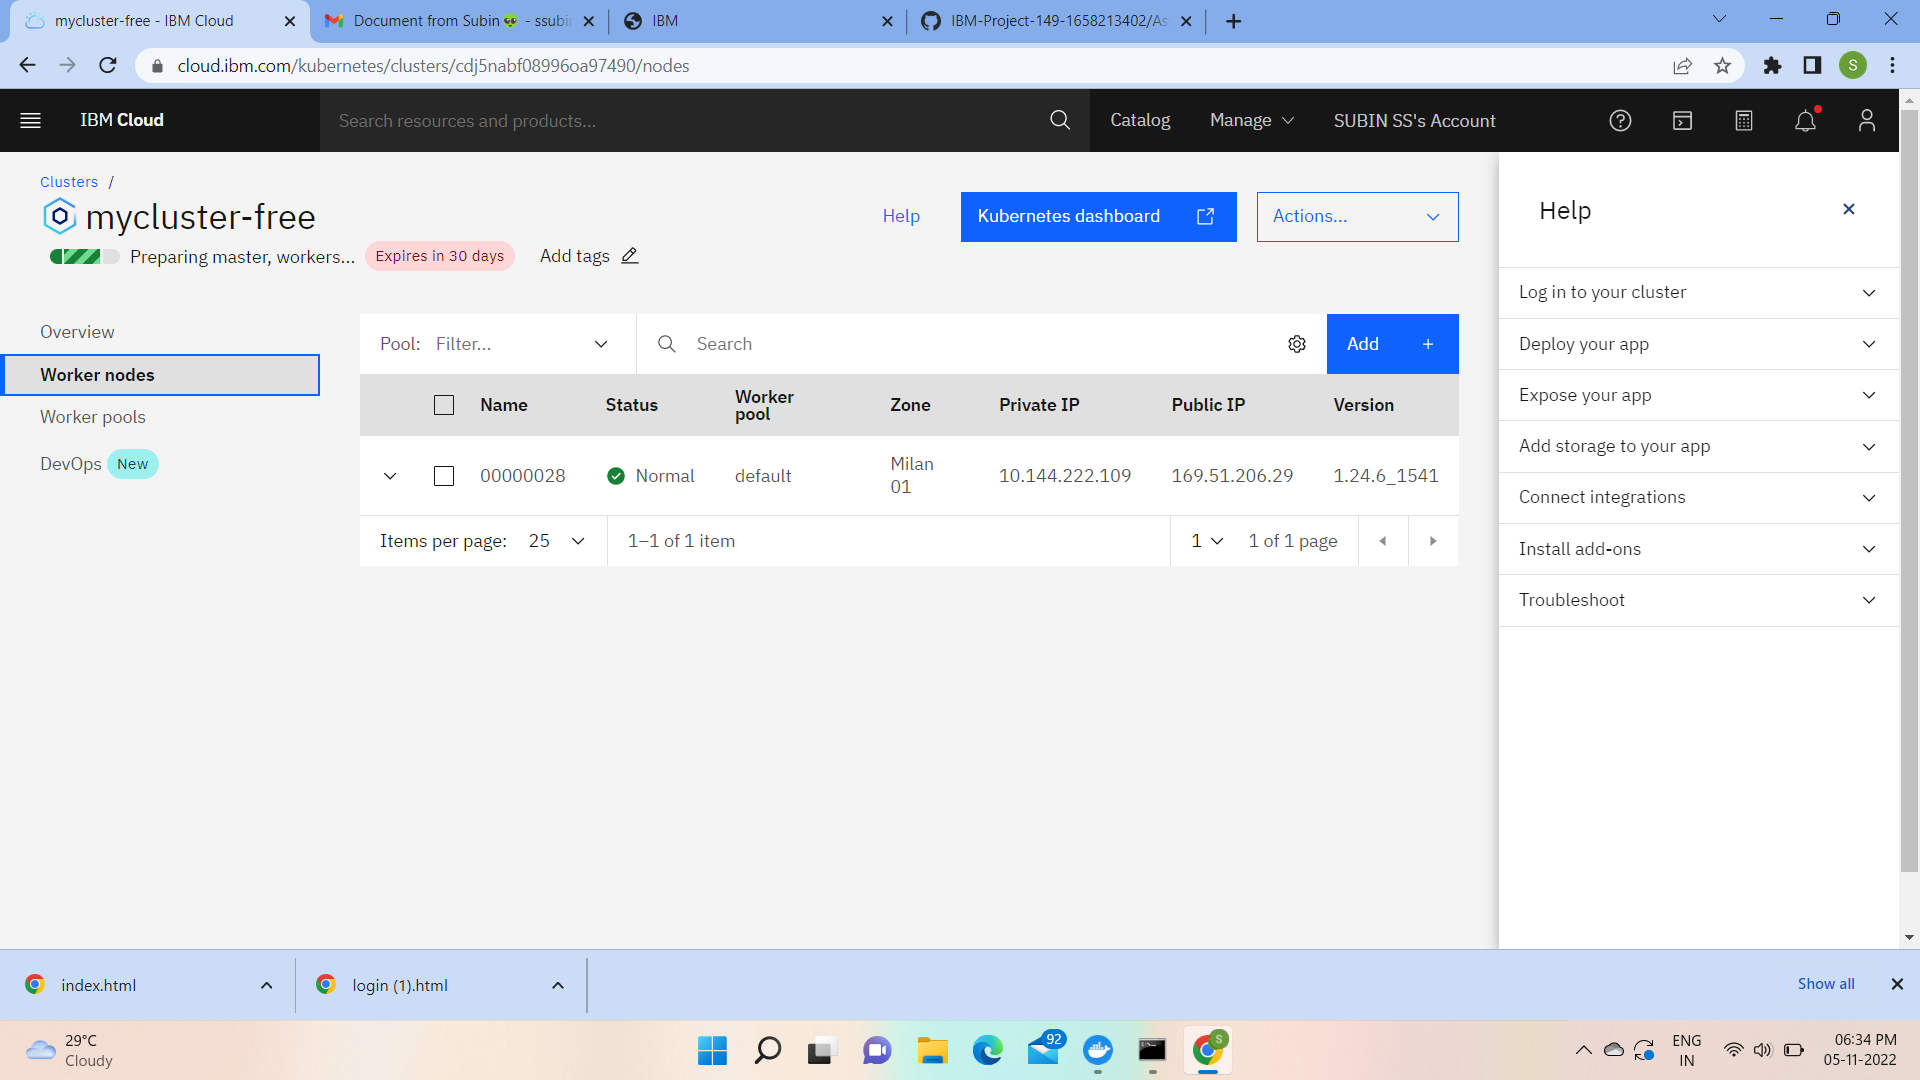 mycluster-free - IBM Cloud
Document from Subin👽 - ssubin
IBM
IBM-Project-149-1658213402/As
cloud.ibm.com/kubernetes/clusters/cdj5nabf08996oa97490/nodes
S
IBM Cloud
Search resources and products...
Catalog
Manage
SUBIN SS's Account
Clusters /
mycluster-free
Preparing master, workers...
Expires in 30 days
Add tags
Help
Kubernetes dashboard
Actions...
Overview
Worker nodes
Worker pools
DevOps New
Pool: Filter...
Search
Add +
Name Status Worker pool Zone Private IP Public IP Version
00000028 Normal default Milan 01 10.144.222.109 169.51.206.29 1.24.6_1541
Items per page: 25 1–1 of 1 item 1 1 of 1 page
Help
Log in to your cluster
Deploy your app
Expose your app
Add storage to your app
Connect integrations
Install add-ons
Troubleshoot
index.html
login (1).html
Show all
29°C
Cloudy
92
S
ENG
IN
06:34 PM
05-11-2022